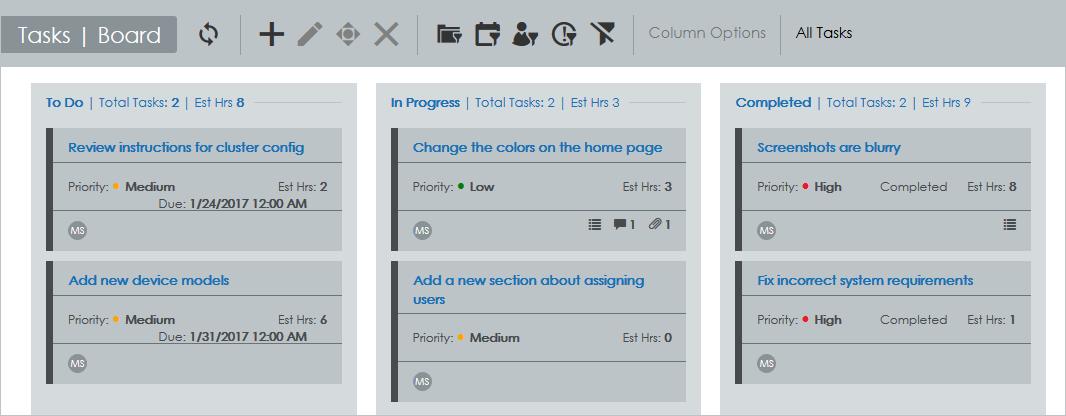 Tasks | Board
Column Options
All Tasks
To Do | Total Tasks: 2 | Est Hrs 8
Review instructions for cluster config
Priority: Medium Est Hrs: 2
Due: 1/24/2017 12:00 AM
MS
Add new device models
Priority: Medium Est Hrs: 6
Due: 1/31/2017 12:00 AM
MS
In Progress | Total Tasks: 2 | Est Hrs 3
Change the colors on the home page
Priority: Low Est Hrs: 3
MS 1 1
Add a new section about assigning
users
Priority: Medium Est Hrs: 0
MS
Completed | Total Tasks: 2 | Est Hrs 9
Screenshots are blurry
Priority: High Completed Est Hrs: 8
MS
Fix incorrect system requirements
Priority: High Completed Est Hrs: 1
MS